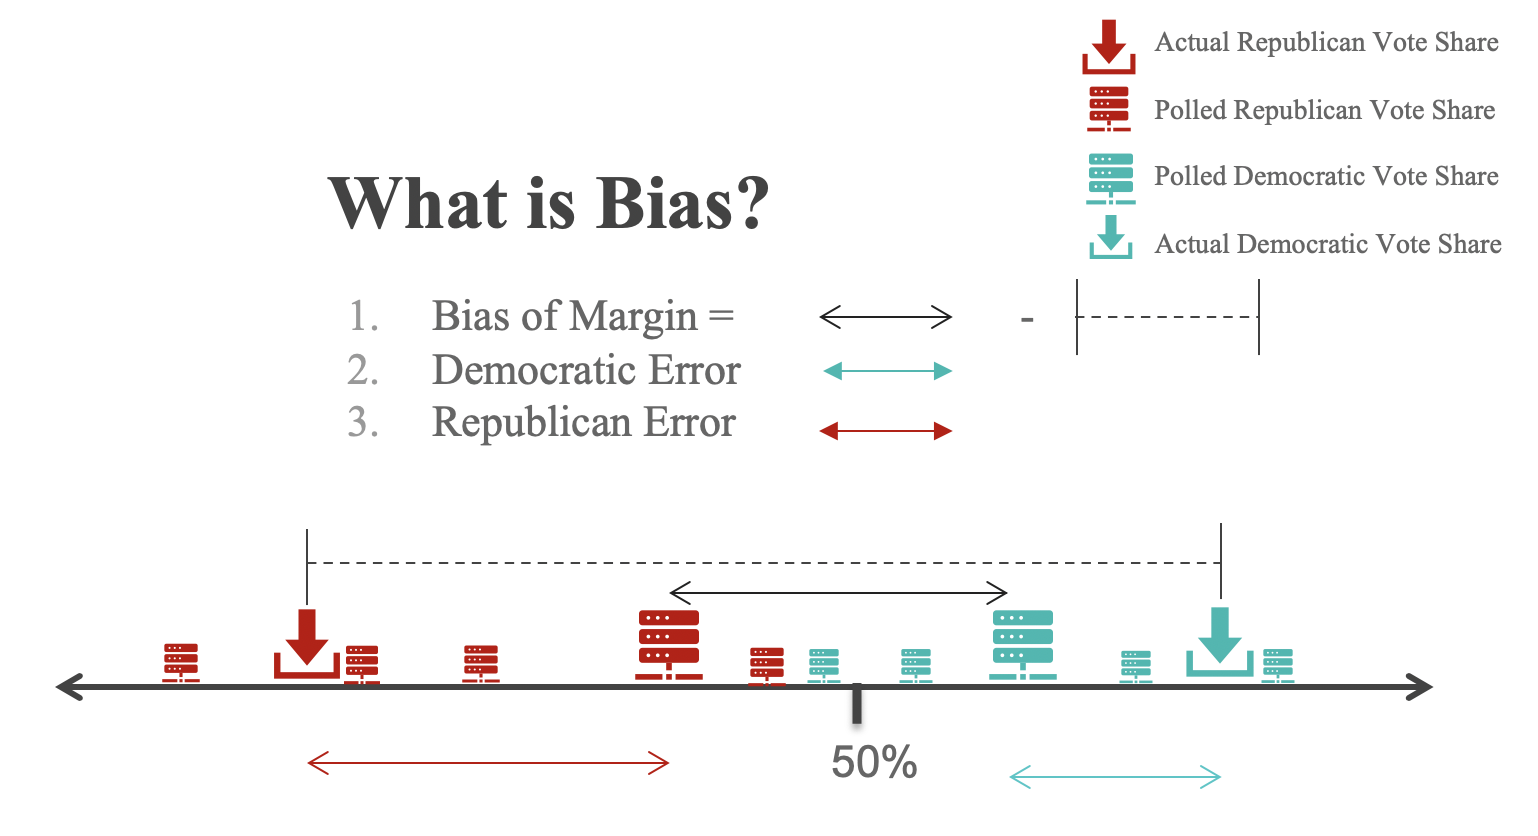 Actual Republican Vote Share
Polled Republican Vote Share
Polled Democratic Vote Share
Actual Democratic Vote Share
What is Bias?
1. Bias of Margin = -
2. Democratic Error
3. Republican Error
50%